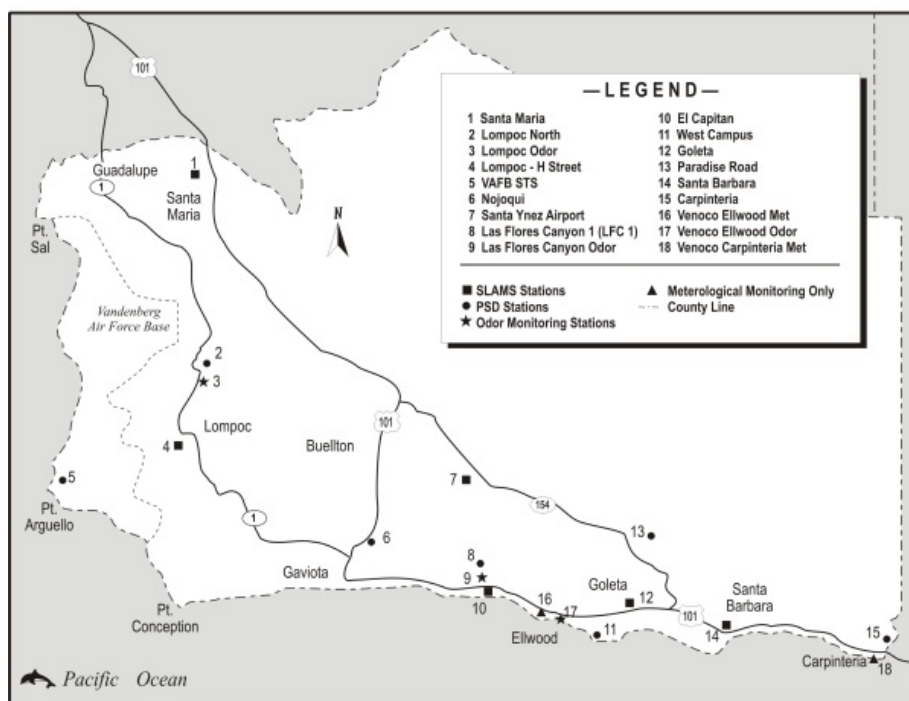 —LEGEND—
1 Santa Maria
2 Lompoc North
3 Lompoc Odor
4 Lompoc - H Street
5 VAFB STS
6 Nojoqui
7 Santa Ynez Airport
8 Las Flores Canyon 1 (LFC 1)
9 Las Flores Canyon Odor
10 El Capitan
11 West Campus
12 Goleta
13 Paradise Road
14 Santa Barbara
15 Carpinteria
16 Venoco Ellwood Met
17 Venoco Ellwood Odor
18 Venoco Carpinteria Met
SLAMS Stations
PSD Stations
Odor Monitoring Stations
Meterological Monitoring Only
County Line
101
Guadalupe
1
1
Santa
Maria
N
Pt.
Sal
Vandenberg
Air Force Base
2
3
Lompoc
4
Buellton
101
5
7
Pt.
Arguello
154
1
6
13
8
Gaviota
9
10
Goleta
12
Santa
Barbara
Pt.
Conception
16
17
101
Ellwood
11
14
15
Carpinteria
18
Pacific Ocean